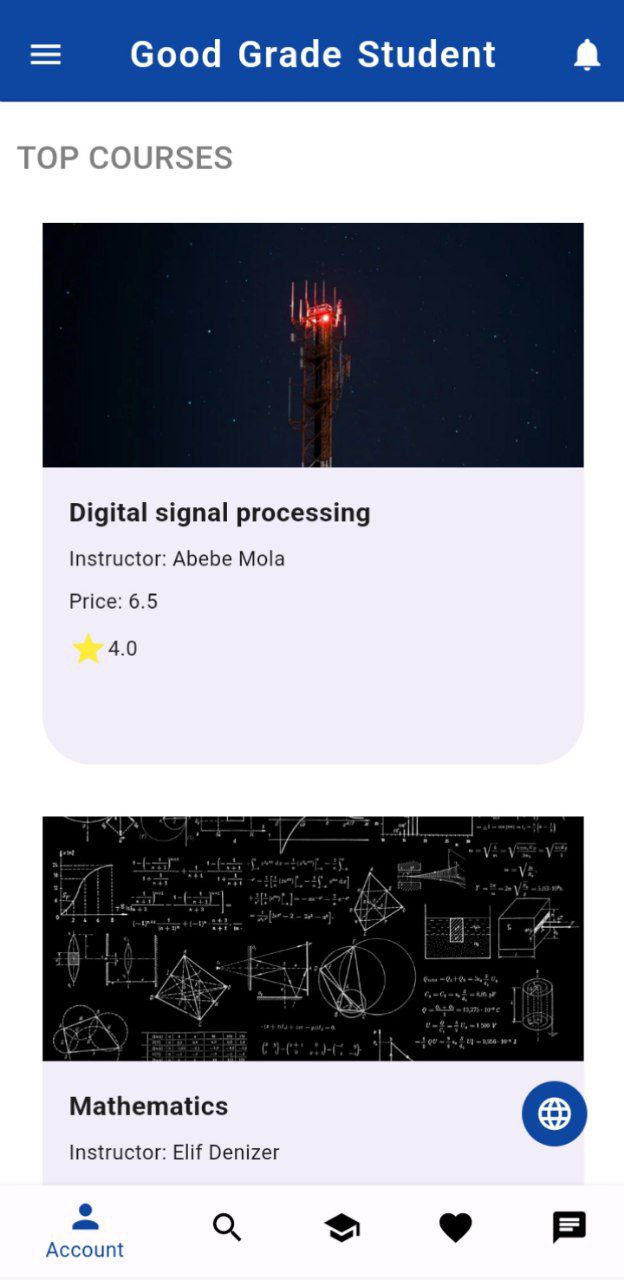 Good Grade Student
TOP COURSES
Digital signal processing
Instructor: Abebe Mola
Price: 6.5
4.0
Mathematics
Instructor: Elif Denizer
Account